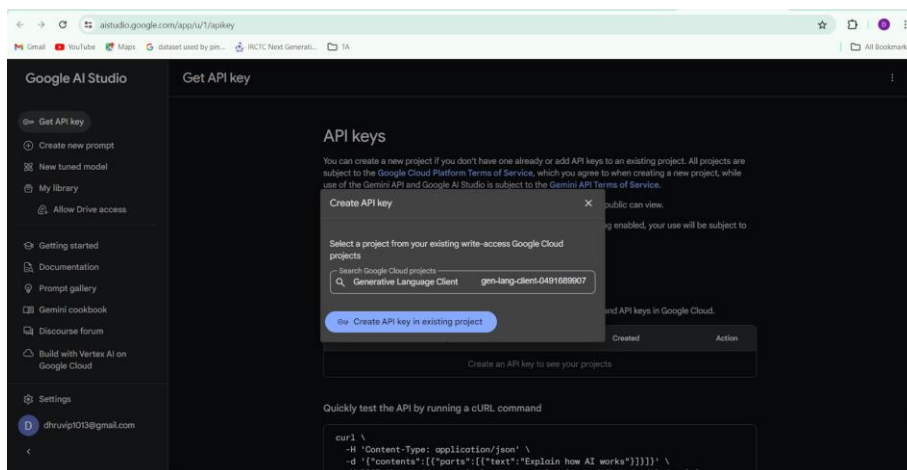 aistudio.google.com/app/u/1/apikey
D
Gmail YouTube Maps dataset used by pin... IRCTC Next Generati... TA
All Bookmark
Google AI Studio
Get API key
Get API key
Create new prompt
New tuned model
My library
Allow Drive access
Getting started
Documentation
Prompt gallery
Gemini cookbook
Discourse forum
Build with Vertex AI on
Google Cloud
Settings
D dhruvip1013@gmail.com
API keys
You can create a new project if you don't have one already or add API keys to an existing project. All projects are
subject to the Google Cloud Platform Terms of Service, which you agree to when creating a new project, while
use of the Gemini API and Google AI Studio is subject to the Gemini API Terms of Service.
public can view.
ng enabled, your use will be subject to
Create API key
Select a project from your existing write-access Google Cloud
projects
Search Google Cloud projects
Generative Language Client gen-lang-client-0491689907
Create API key in existing project
and API keys in Google Cloud.
Created Action
Create an API key to see your projects
Quickly test the API by running a cURL command
curl \
-H 'Content-Type: application/json' \
-d '{"contents":[{"parts":[{"text":"Explain how AI works"}]}]}' \